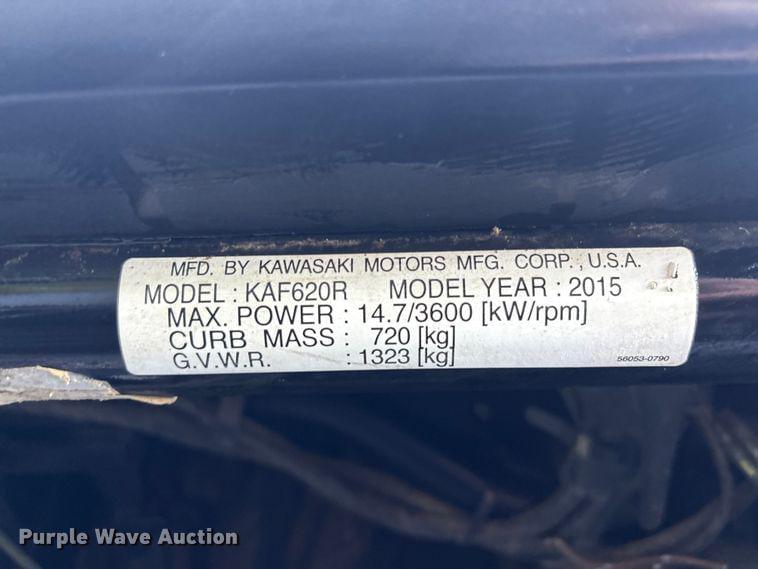 MFD. BY KAWASAKI MOTORS MFG. CORP., U.S.A.
MODEL : KAF620R MODEL YEAR : 2015
MAX. POWER : 14.7/3600 [kW/rpm]
CURB MASS : 720 [kg]
G.V.W.R. : 1323 [kg]
56053-0790
Purple Wave Auction